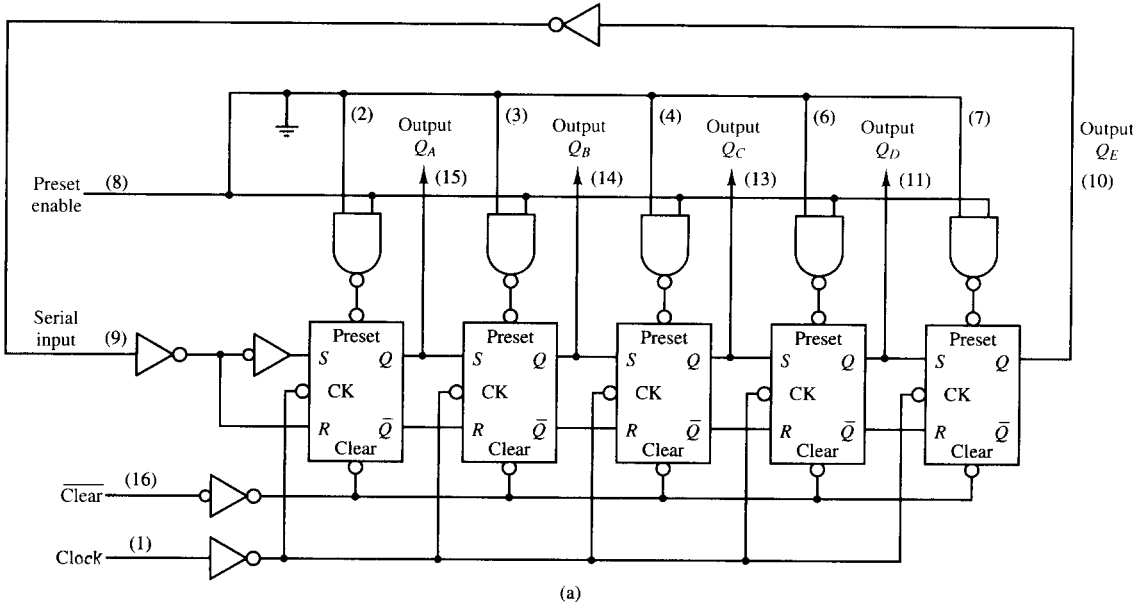 (2)
(3)
(4)
(6)
(7)
Output
Q_A
Output
Q_B
Output
Q_C
Output
Q_D
Output
Q_E
(15)
(14)
(13)
(11)
(10)
Preset
enable
(8)
Serial
input
(9)
Preset
S Q
CK
R Q̅
Clear
Preset
S Q
CK
R Q̅
Clear
Preset
S Q
CK
R Q̅
Clear
Preset
S Q
CK
R Q̅
Clear
Preset
S Q
CK
R Q̅
Clear
C̅l̅e̅a̅r̅ (16)
Clock (1)
(a)